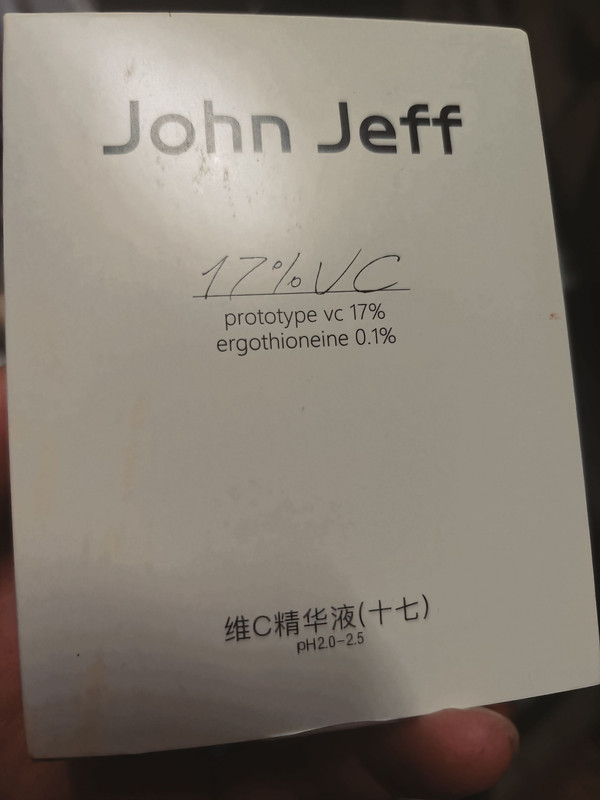 John Jeff
17% VC
prototype vc 17%
ergothioneine 0.1%
维C精华液(十七)
pH2.0-2.5